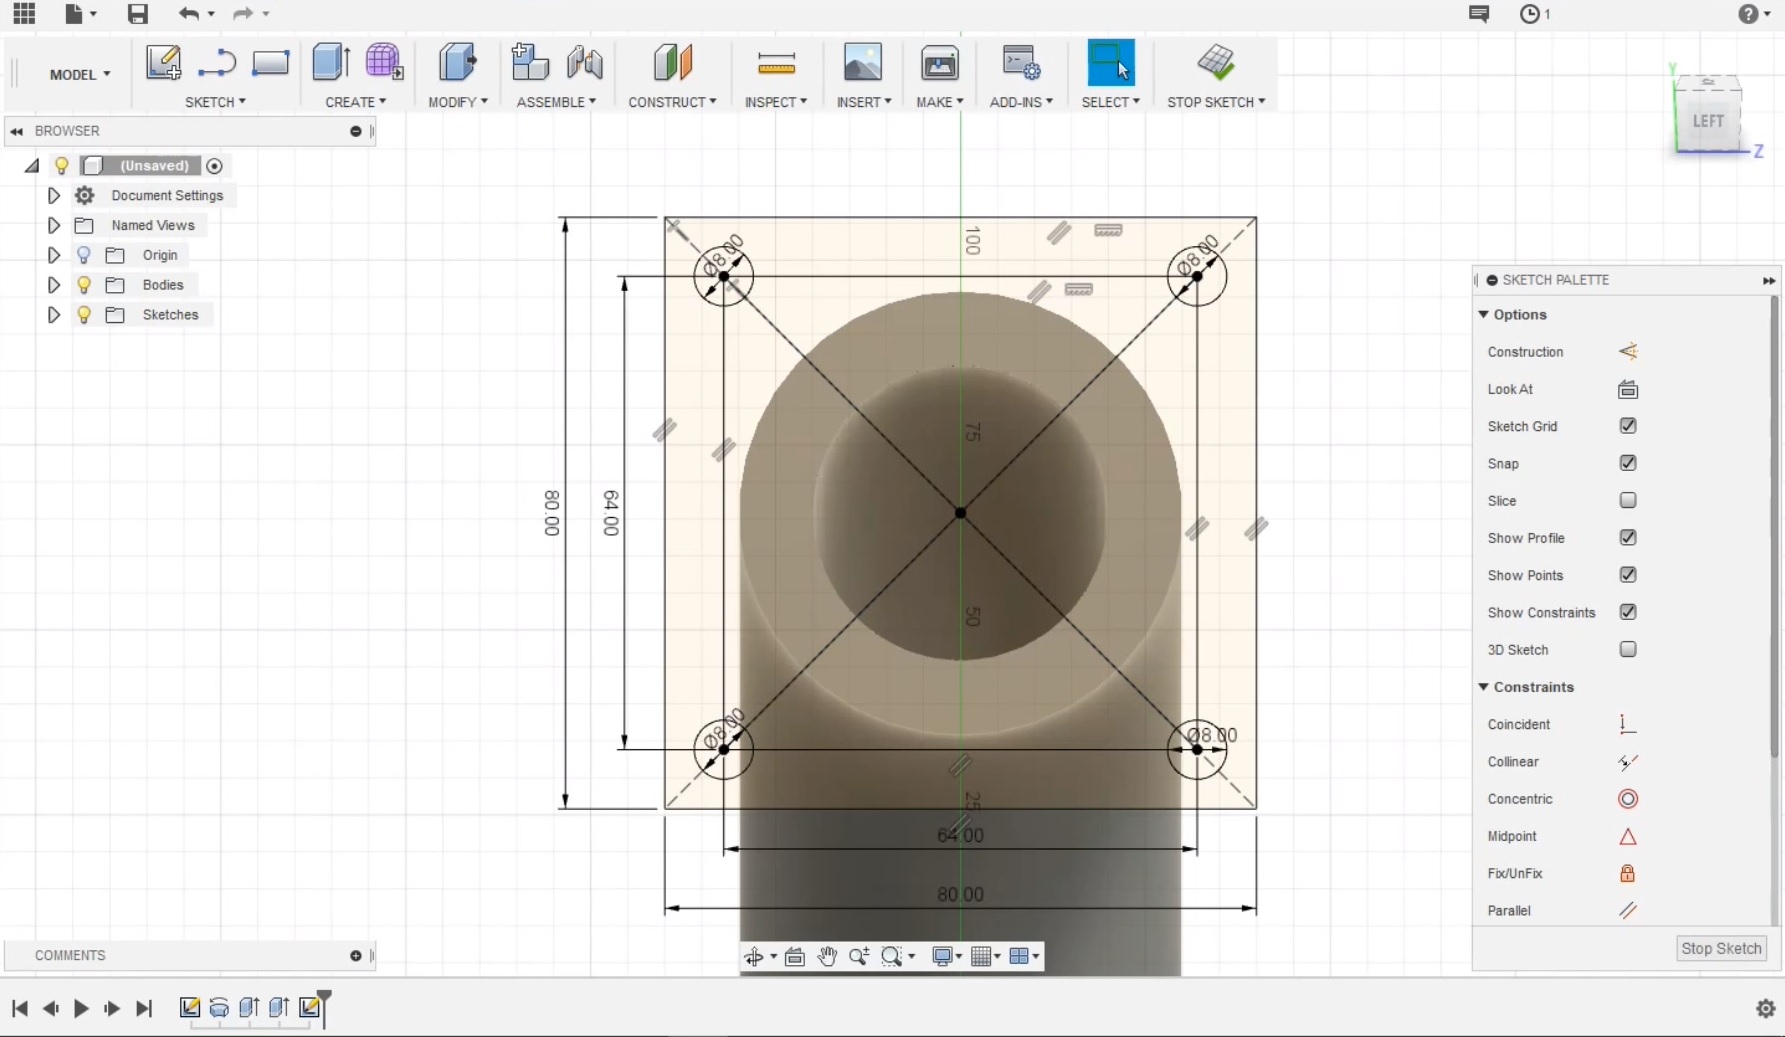 1
MODEL
SKETCH
CREATE
MODIFY
ASSEMBLE
CONSTRUCT
INSPECT
INSERT
MAKE
ADD-INS
SELECT
STOP SKETCH
BROWSER
(Unsaved)
Document Settings
Named Views
Origin
Bodies
Sketches
Y
LEFT
Z
100
Ø8.00
Ø8.00
75
80.00
64.00
50
Ø8.00
Ø8.00
25
64.00
80.00
SKETCH PALETTE
Options
Construction
Look At
Sketch Grid
Snap
Slice
Show Profile
Show Points
Show Constraints
3D Sketch
Constraints
Coincident
Collinear
Concentric
Midpoint
Fix/UnFix
Parallel
Stop Sketch
COMMENTS